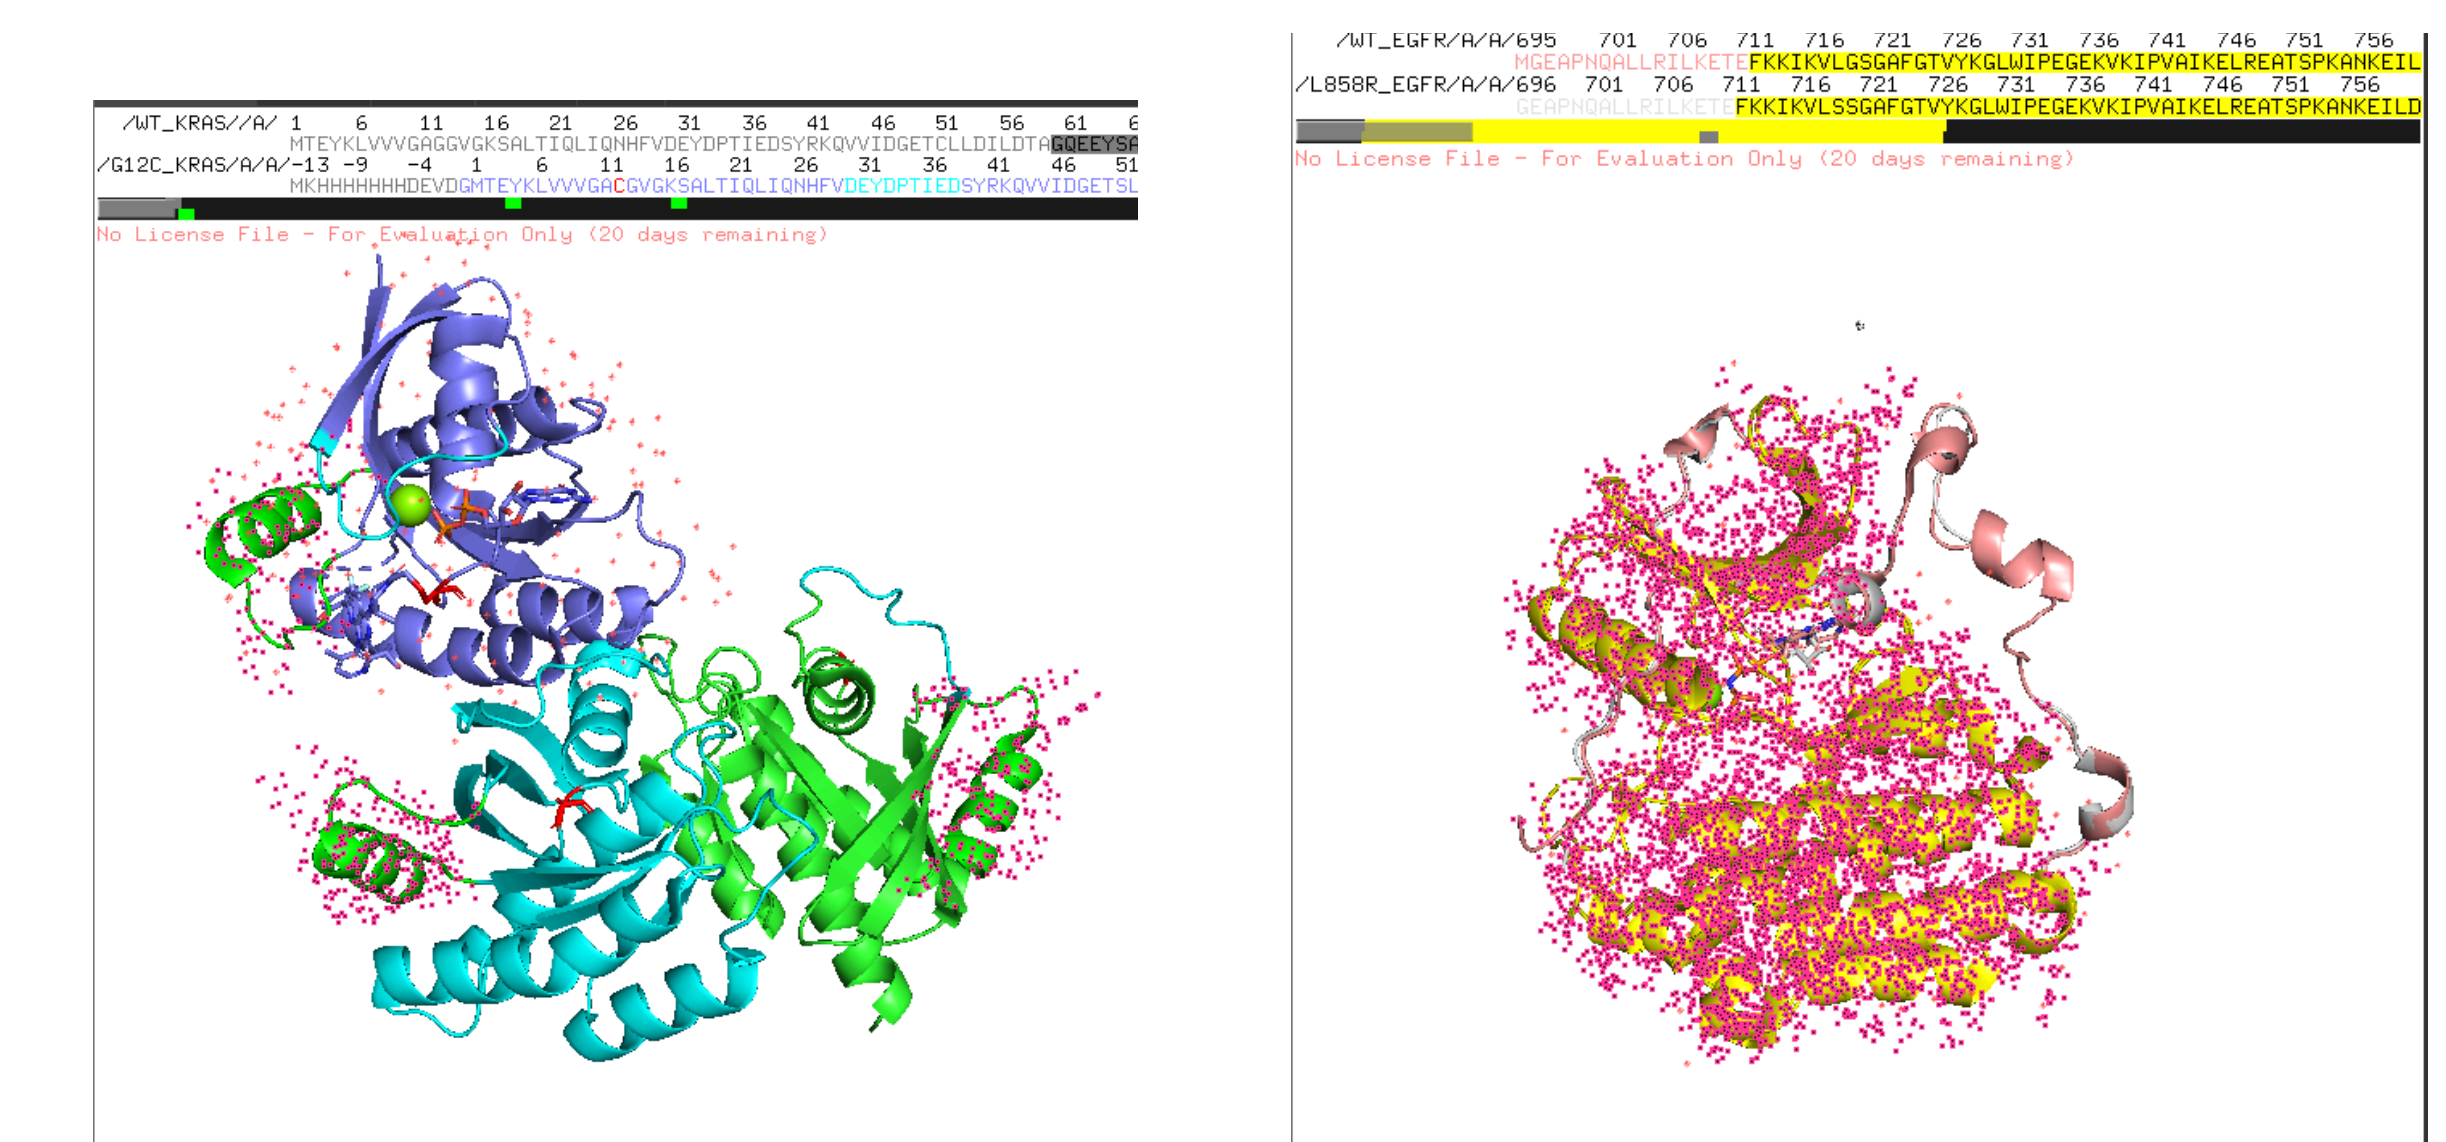 /WT_KRAS//A/ 1 6 11 16 21 26 31 36 41 46 51 56 61 6
MTEYKLVVVGAGGVGKSALTIQLIQNHFVDEYDPTIEDSYRKQVVIDGETCLLDILDTAGQEEYSA
/G12C_KRAS/A/A/-13 -9 -4 1 6 11 16 21 26 31 36 41 46 51
MKHHHHHHHDEVDGMTEYKLVVVGACGVGKSALTIQLIQNHFVDEYDPTIEDSYRKQVVIDGETSL
No License File - For Evaluation Only (20 days remaining)
/WT_EGFR/A/A/695 701 706 711 716 721 726 731 736 741 746 751 756
MGEAPNQALLRILKETEFKKIKVLGSGAFGTVYKGLWIPEGEKVKIPVAIKELREATSPKANKEIL
/L858R_EGFR/A/A/696 701 706 711 716 721 726 731 736 741 746 751 756
GEAPNQALLRILKETEFKKIKVLSSGAFGTVYKGLWIPEGEKVKIPVAIKELREATSPKANKEILD
No License File - For Evaluation Only (20 days remaining)